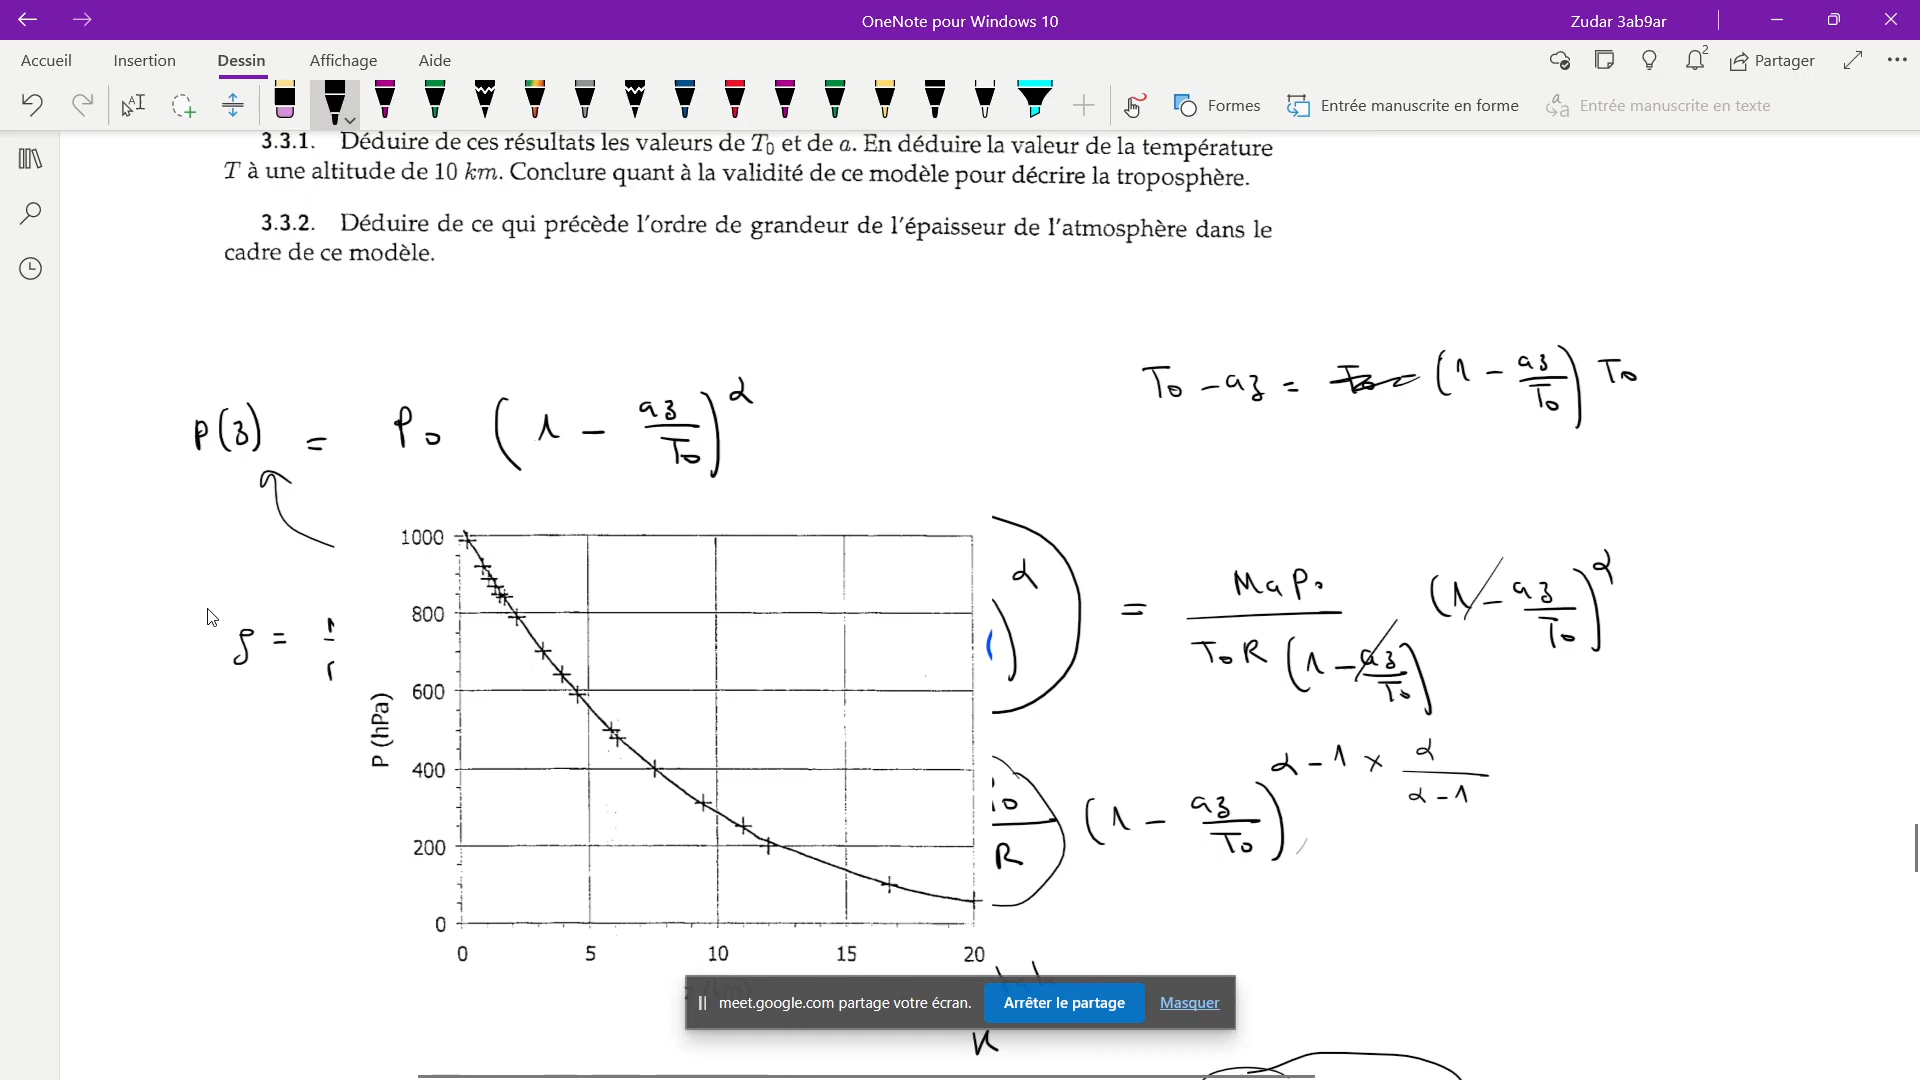 OneNote pour Windows 10
Zudar 3ab9ar
Accueil Insertion Dessin Affichage Aide
2 Partager
Formes Entrée manuscrite en forme Entrée manuscrite en texte
3.3.1. Déduire de ces résultats les valeurs de T₀ et de a. En déduire la valeur de la température
T à une altitude de 10 km. Conclure quant à la validité de ce modèle pour décrire la troposphère.
3.3.2. Déduire de ce qui précède l'ordre de grandeur de l'épaisseur de l'atmosphère dans le
cadre de ce modèle.
T₀ - az = (1 - az/T₀) T₀
P(z) = P₀ (1 - az/T₀)^α
1000
800
600
400
200
0
P (hPa)
0 5 10 15 20
ρ =
α
= MaP₀ / T₀R (1 - az/T₀) (1 - az/T₀)^α
R (1 - az/T₀)^α-1 × α/α-1
meet.google.com partage votre écran. Arrêter le partage Masquer